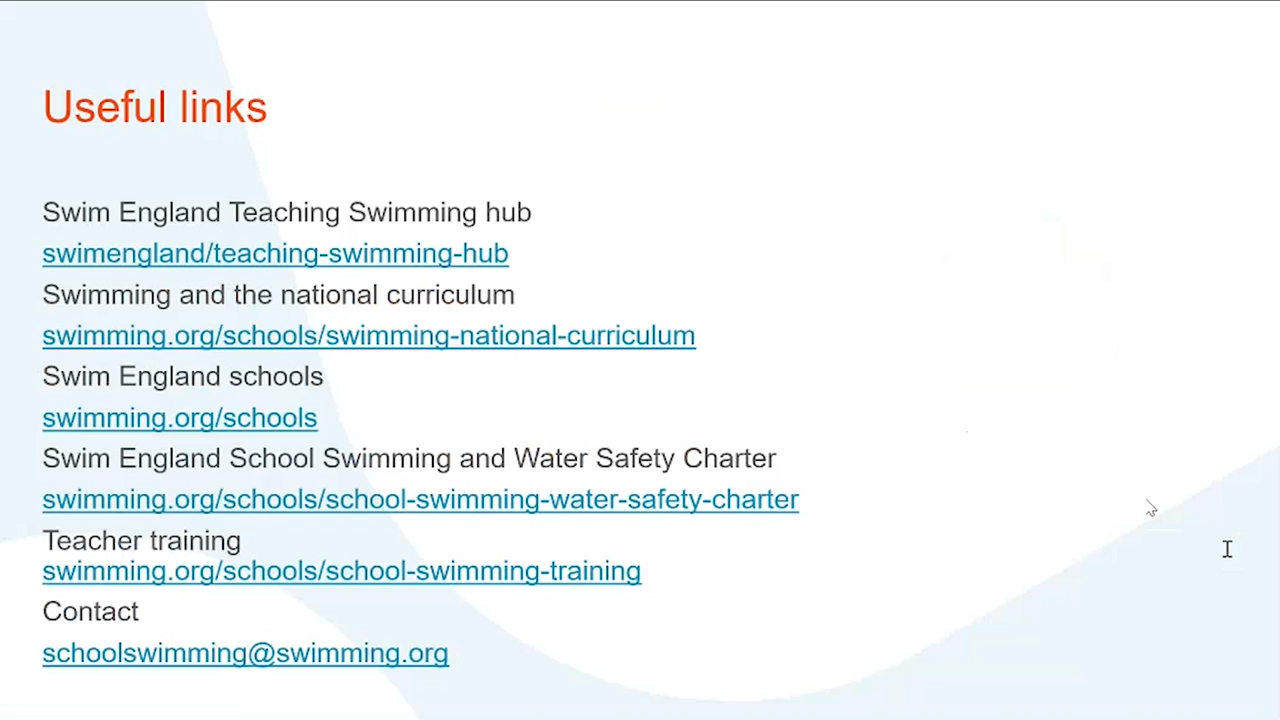 Useful links
Swim England Teaching Swimming hub
swimengland/teaching-swimming-hub
Swimming and the national curriculum
swimming.org/schools/swimming-national-curriculum
Swim England schools
swimming.org/schools
Swim England School Swimming and Water Safety Charter
swimming.org/schools/school-swimming-water-safety-charter
Teacher training
swimming.org/schools/school-swimming-training
Contact
schoolswimming@swimming.org